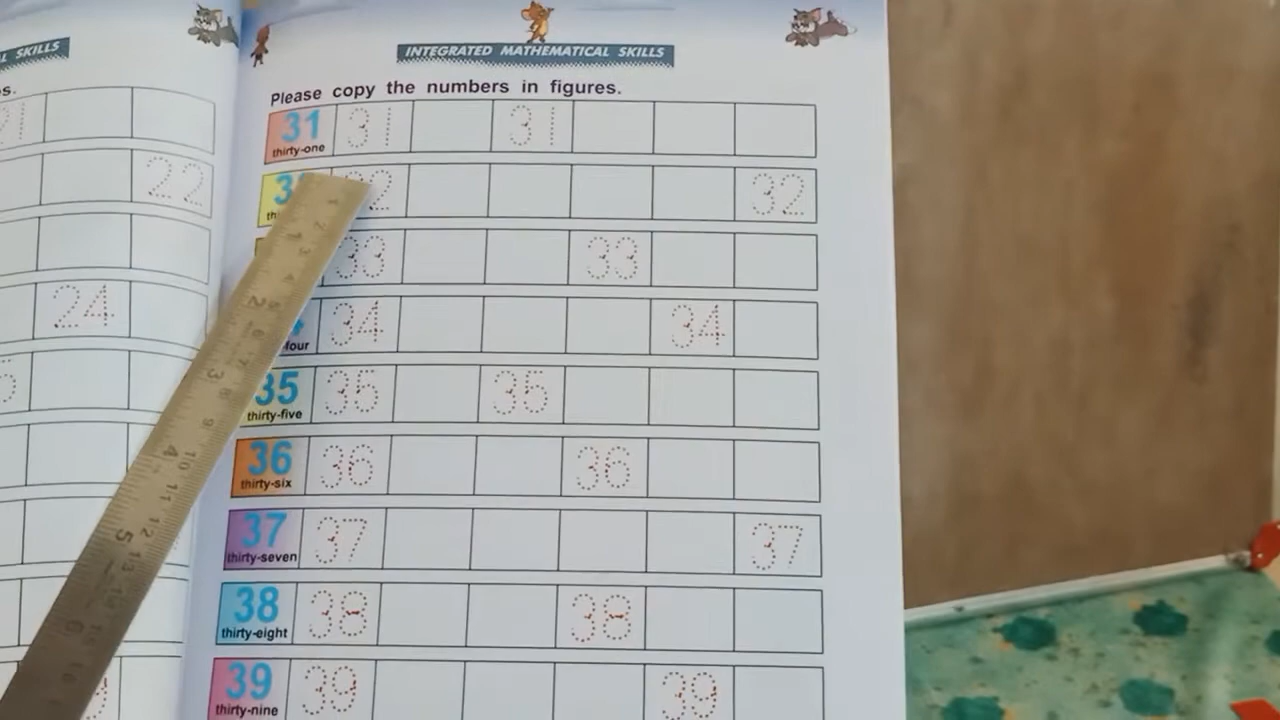 L SKILLS
s.
21
22
24
5
INTEGRATED MATHEMATICAL SKILLS
Please copy the numbers in figures.
31 31 31
thirty-one
32 32
33 33
34 34
four
35 35 35
thirty-five
36 36 36
thirty-six
37 37 37
thirty-seven
38 38 38
thirty-eight
39 39 39
thirty-nine